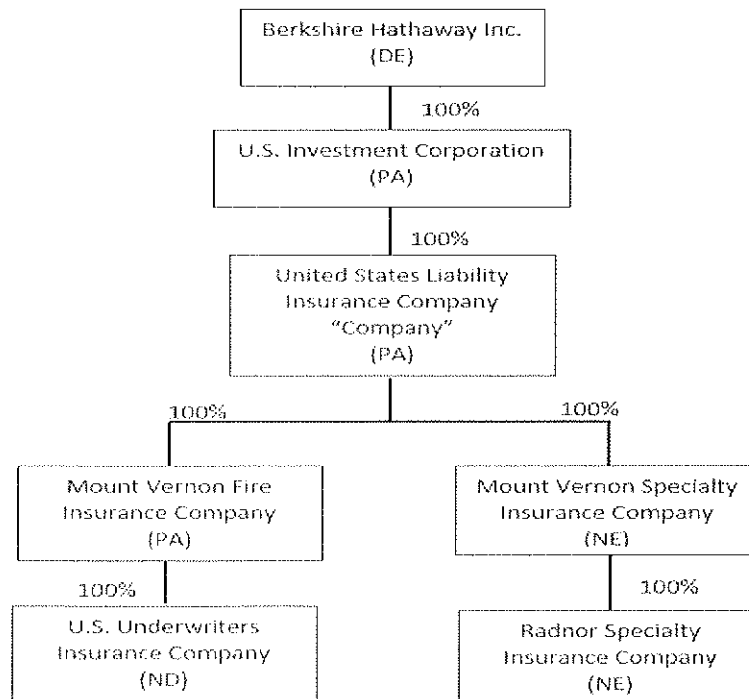 Berkshire Hathaway Inc.
(DE)
100%
U.S. Investment Corporation
(PA)
100%
United States Liability
Insurance Company
“Company”
(PA)
100%
100%
Mount Vernon Fire
Insurance Company
(PA)
Mount Vernon Specialty
Insurance Company
(NE)
100%
100%
U.S. Underwriters
Insurance Company
(ND)
Radnor Specialty
Insurance Company
(NE)